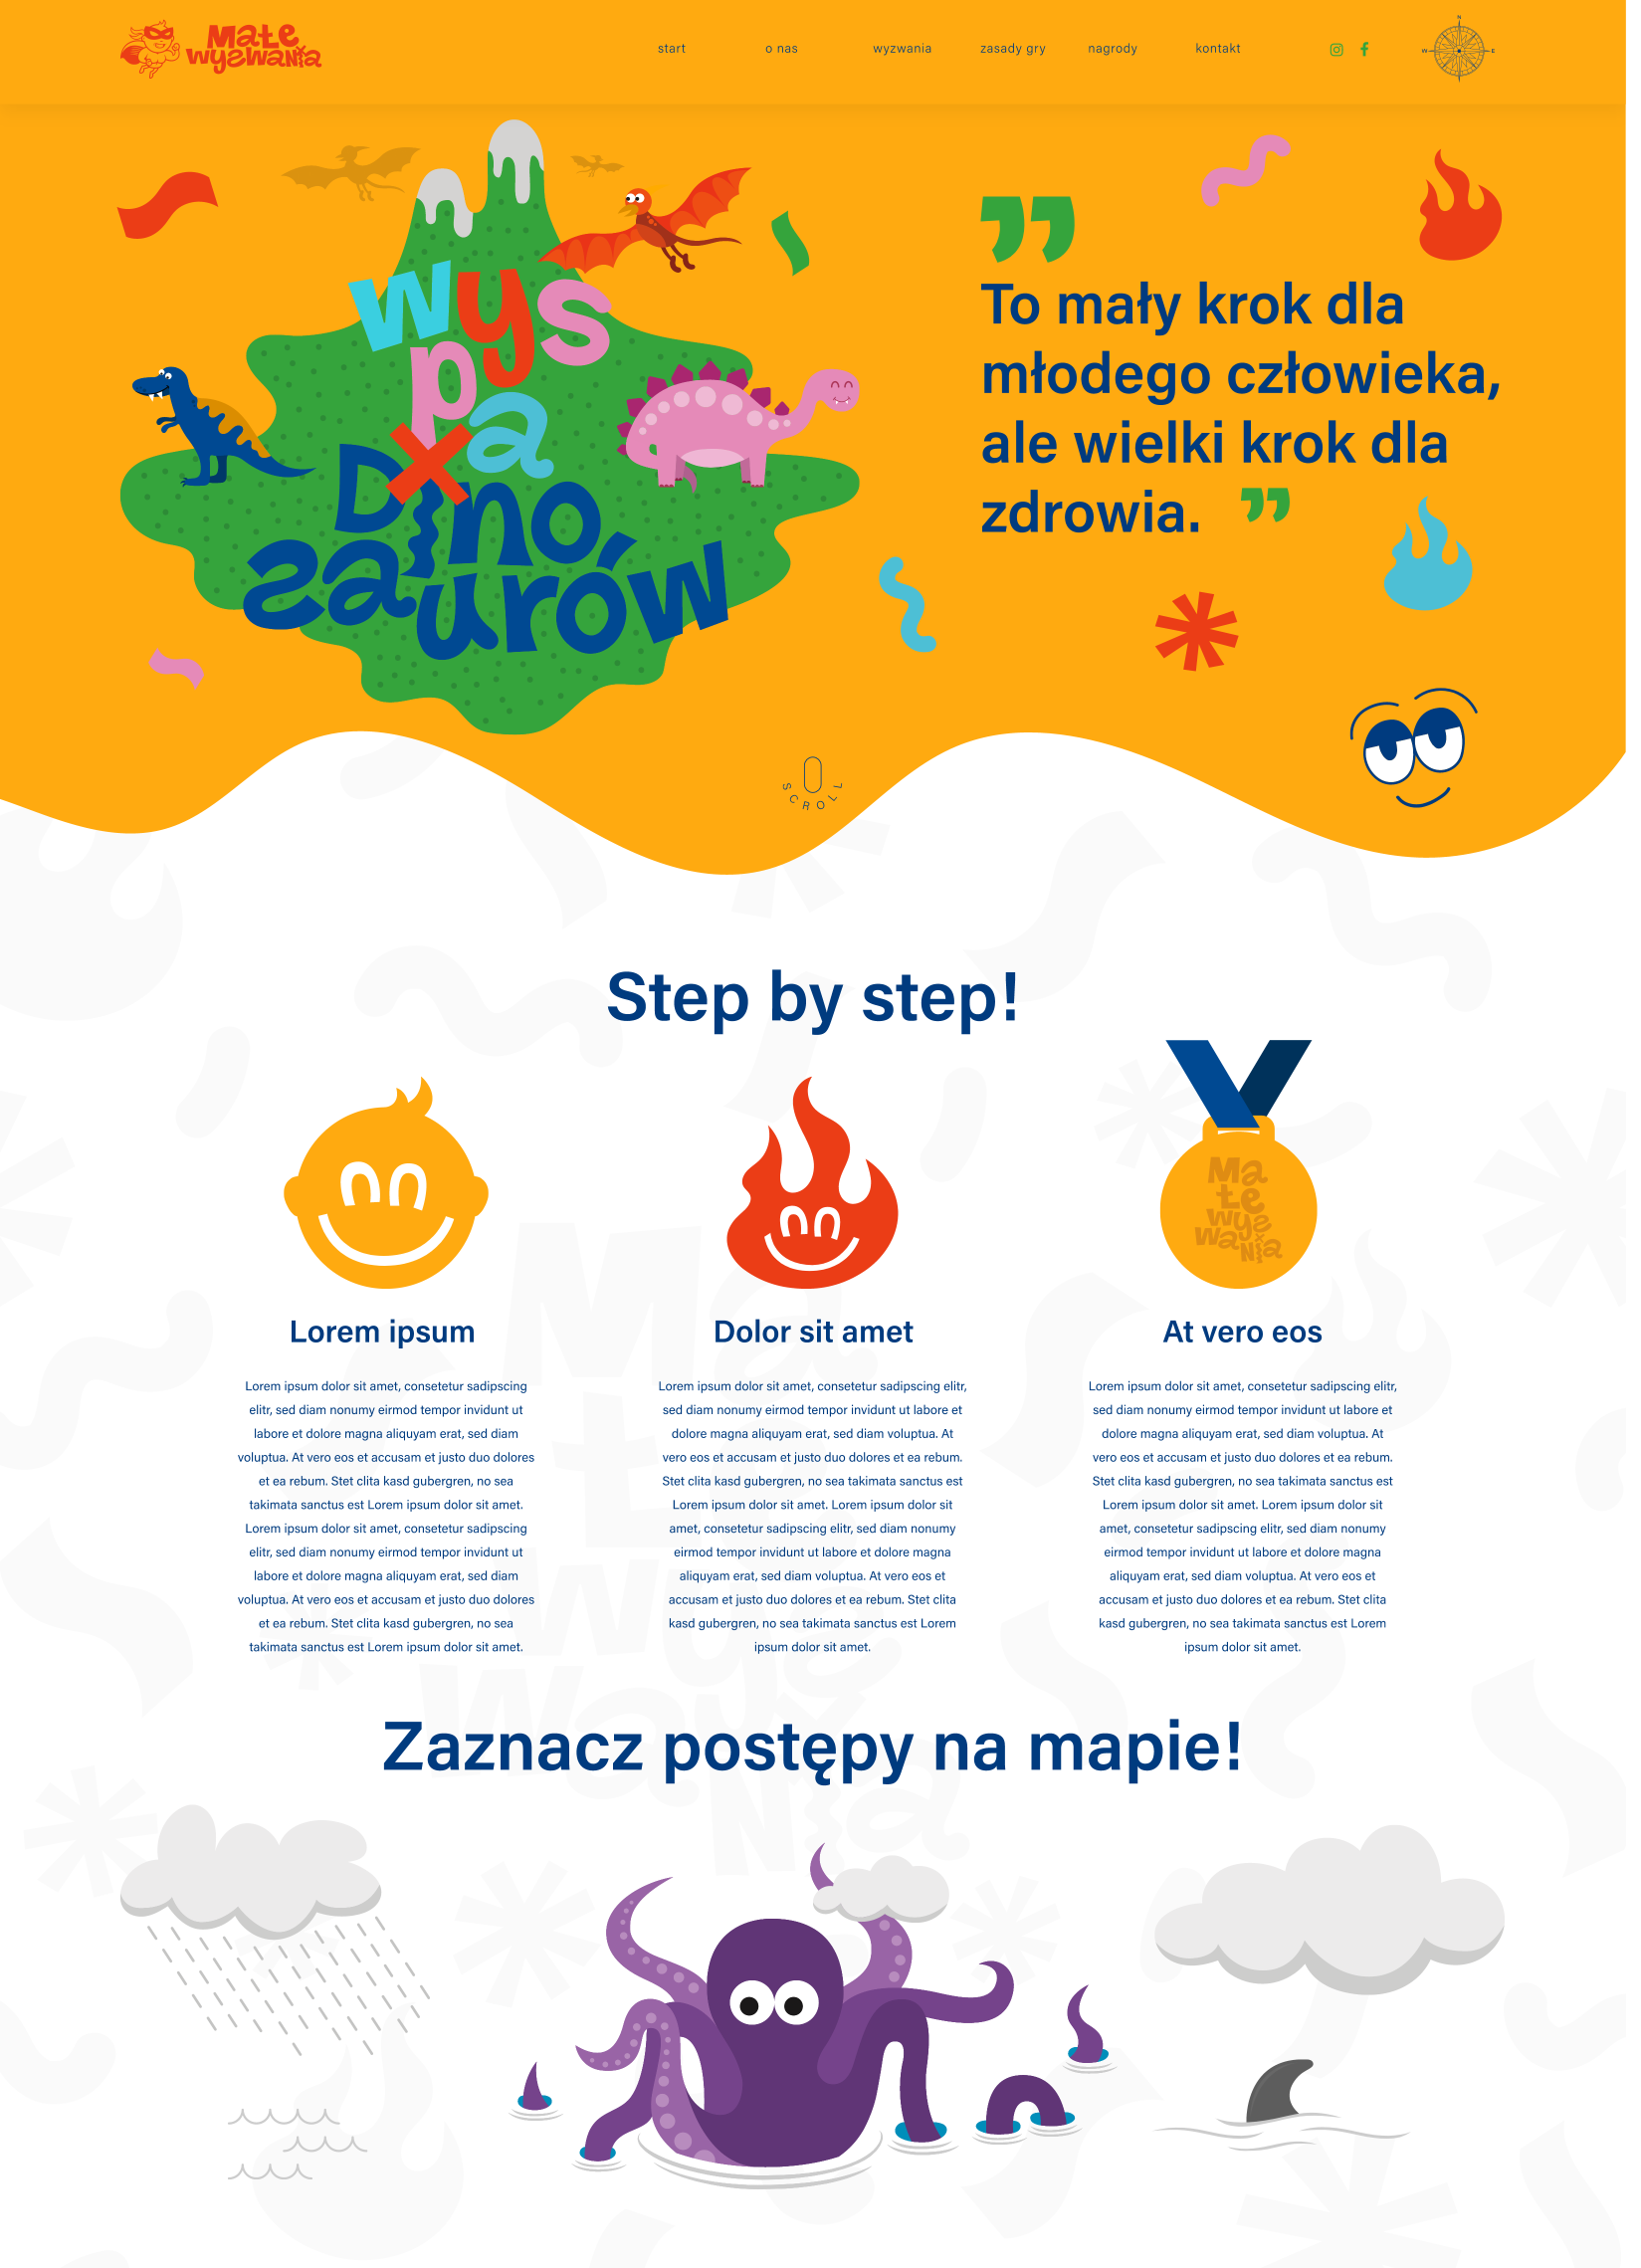 Małe
wyzwania
start
o nas
wyzwania
zasady gry
nagrody
kontakt
N
W
E
wys
pa
Dino
zaurów
”
To mały krok dla
młodego człowieka,
ale wielki krok dla
zdrowia. ”
SCROLL
Step by step!
Ma
łe
wyz
wa
nia
Lorem ipsum
Lorem ipsum dolor sit amet, consetetur sadipscing
elitr, sed diam nonumy eirmod tempor invidunt ut
labore et dolore magna aliquyam erat, sed diam
voluptua. At vero eos et accusam et justo duo dolores
et ea rebum. Stet clita kasd gubergren, no sea
takimata sanctus est Lorem ipsum dolor sit amet.
Lorem ipsum dolor sit amet, consetetur sadipscing
elitr, sed diam nonumy eirmod tempor invidunt ut
labore et dolore magna aliquyam erat, sed diam
voluptua. At vero eos et accusam et justo duo dolores
et ea rebum. Stet clita kasd gubergren, no sea
takimata sanctus est Lorem ipsum dolor sit amet.
Dolor sit amet
Lorem ipsum dolor sit amet, consetetur sadipscing elitr,
sed diam nonumy eirmod tempor invidunt ut labore et
dolore magna aliquyam erat, sed diam voluptua. At
vero eos et accusam et justo duo dolores et ea rebum.
Stet clita kasd gubergren, no sea takimata sanctus est
Lorem ipsum dolor sit amet. Lorem ipsum dolor sit
amet, consetetur sadipscing elitr, sed diam nonumy
eirmod tempor invidunt ut labore et dolore magna
aliquyam erat, sed diam voluptua. At vero eos et
accusam et justo duo dolores et ea rebum. Stet clita
kasd gubergren, no sea takimata sanctus est Lorem
ipsum dolor sit amet.
At vero eos
Lorem ipsum dolor sit amet, consetetur sadipscing elitr,
sed diam nonumy eirmod tempor invidunt ut labore et
dolore magna aliquyam erat, sed diam voluptua. At
vero eos et accusam et justo duo dolores et ea rebum.
Stet clita kasd gubergren, no sea takimata sanctus est
Lorem ipsum dolor sit amet. Lorem ipsum dolor sit
amet, consetetur sadipscing elitr, sed diam nonumy
eirmod tempor invidunt ut labore et dolore magna
aliquyam erat, sed diam voluptua. At vero eos et
accusam et justo duo dolores et ea rebum. Stet clita
kasd gubergren, no sea takimata sanctus est Lorem
ipsum dolor sit amet.
Ma
łe
wyz
wa
nia
Zaznacz postępy na mapie!